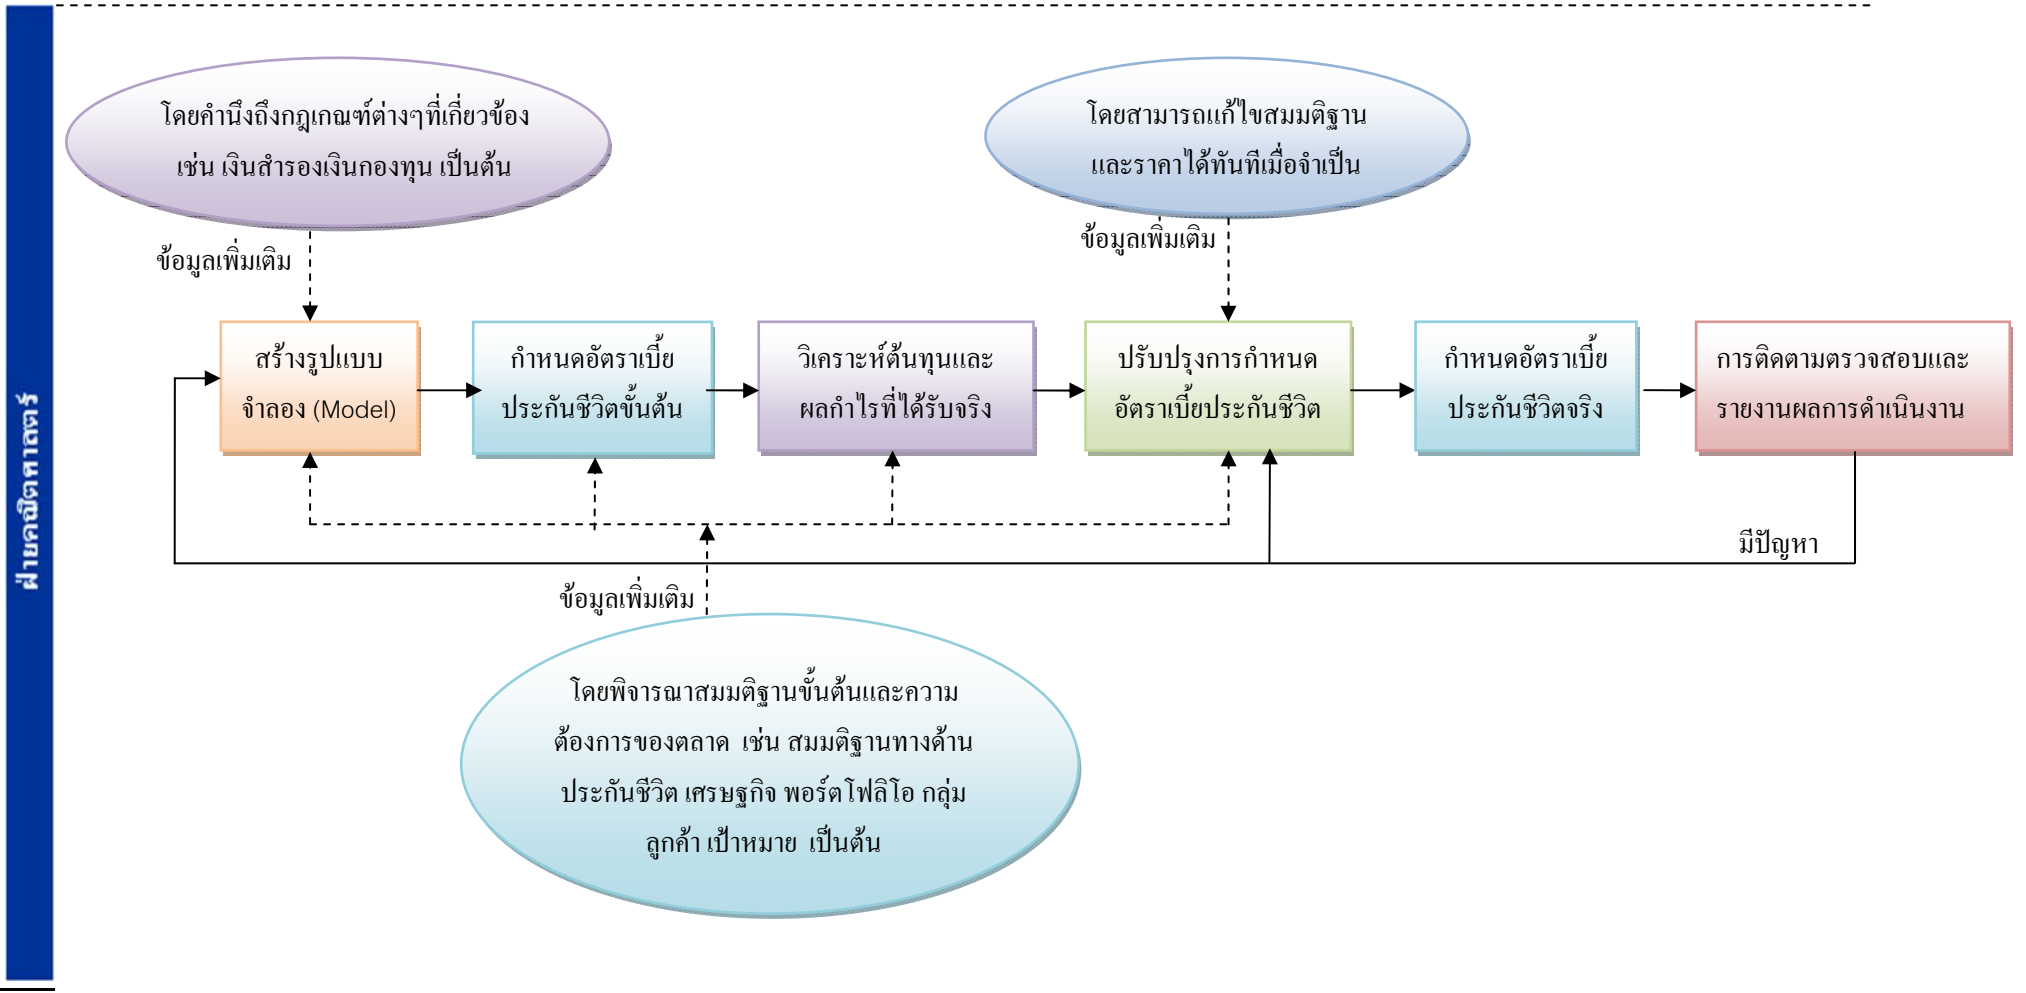 ฝ่ายคณิตศาสตร์
โดยคำนึงถึงกฎเกณฑ์ต่างๆที่เกี่ยวข้อง
เช่น เงินสำรองเงินกองทุน เป็นต้น
โดยสามารถแก้ไขสมมติฐาน
และราคาได้ทันทีเมื่อจำเป็น
ข้อมูลเพิ่มเติม
ข้อมูลเพิ่มเติม
สร้างรูปแบบ
จำลอง (Model)
กำหนดอัตราเบี้ย
ประกันชีวิตขั้นต้น
วิเคราะห์ต้นทุนและ
ผลกำไรที่ได้รับจริง
ปรับปรุงการกำหนด
อัตราเบี้ยประกันชีวิต
กำหนดอัตราเบี้ย
ประกันชีวิตจริง
การติดตามตรวจสอบและ
รายงานผลการดำเนินงาน
มีปัญหา
ข้อมูลเพิ่มเติม
โดยพิจารณาสมมติฐานขั้นต้นและความ
ต้องการของตลาด เช่น สมมติฐานทางด้าน
ประกันชีวิต เศรษฐกิจ พอร์ตโฟลิโอ กลุ่ม
ลูกค้า เป้าหมาย เป็นต้น